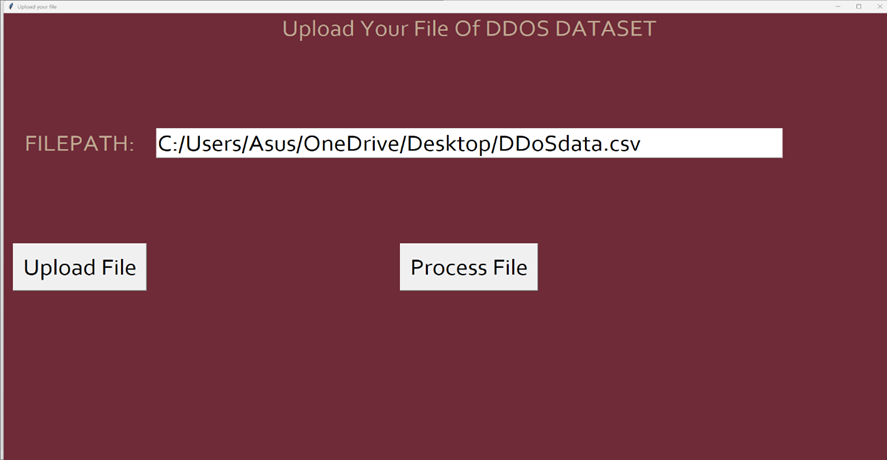 Upload your file
Upload Your File Of DDOS DATASET
FILEPATH: C:/Users/Asus/OneDrive/Desktop/DDoSdata.csv
Upload File Process File